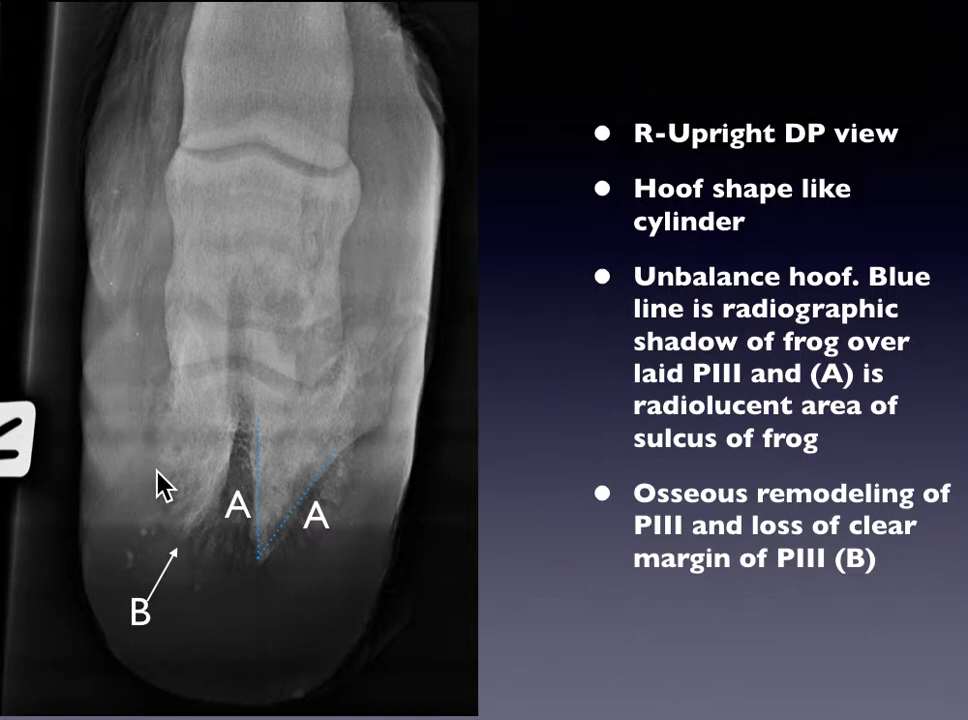 R-Upright DP view
Hoof shape like
cylinder
Unbalance hoof. Blue
line is radiographic
shadow of frog over
laid PIII and (A) is
radiolucent area of
sulcus of frog
Osseous remodeling of
PIII and loss of clear
margin of PIII (B)
A
A
B